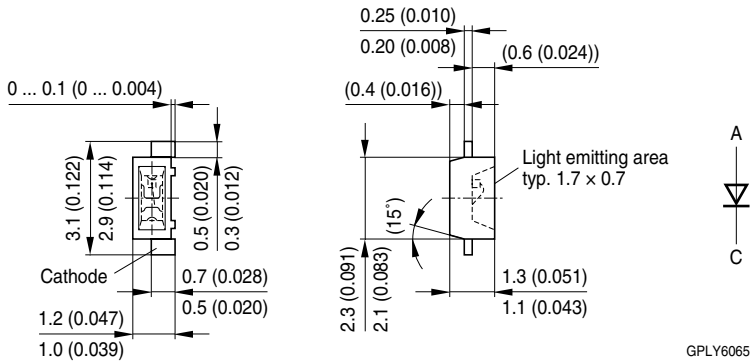 0.25 (0.010)
0.20 (0.008)
(0.6 (0.024))
0 ... 0.1 (0 ... 0.004)
(0.4 (0.016))
A
Light emitting area
typ. 1.7 × 0.7
3.1 (0.122)
2.9 (0.114)
0.5 (0.020)
0.3 (0.012)
(15˚)
C
Cathode
0.7 (0.028)
0.5 (0.020)
2.3 (0.091)
2.1 (0.083)
1.3 (0.051)
1.1 (0.043)
1.2 (0.047)
1.0 (0.039)
GPLY6065